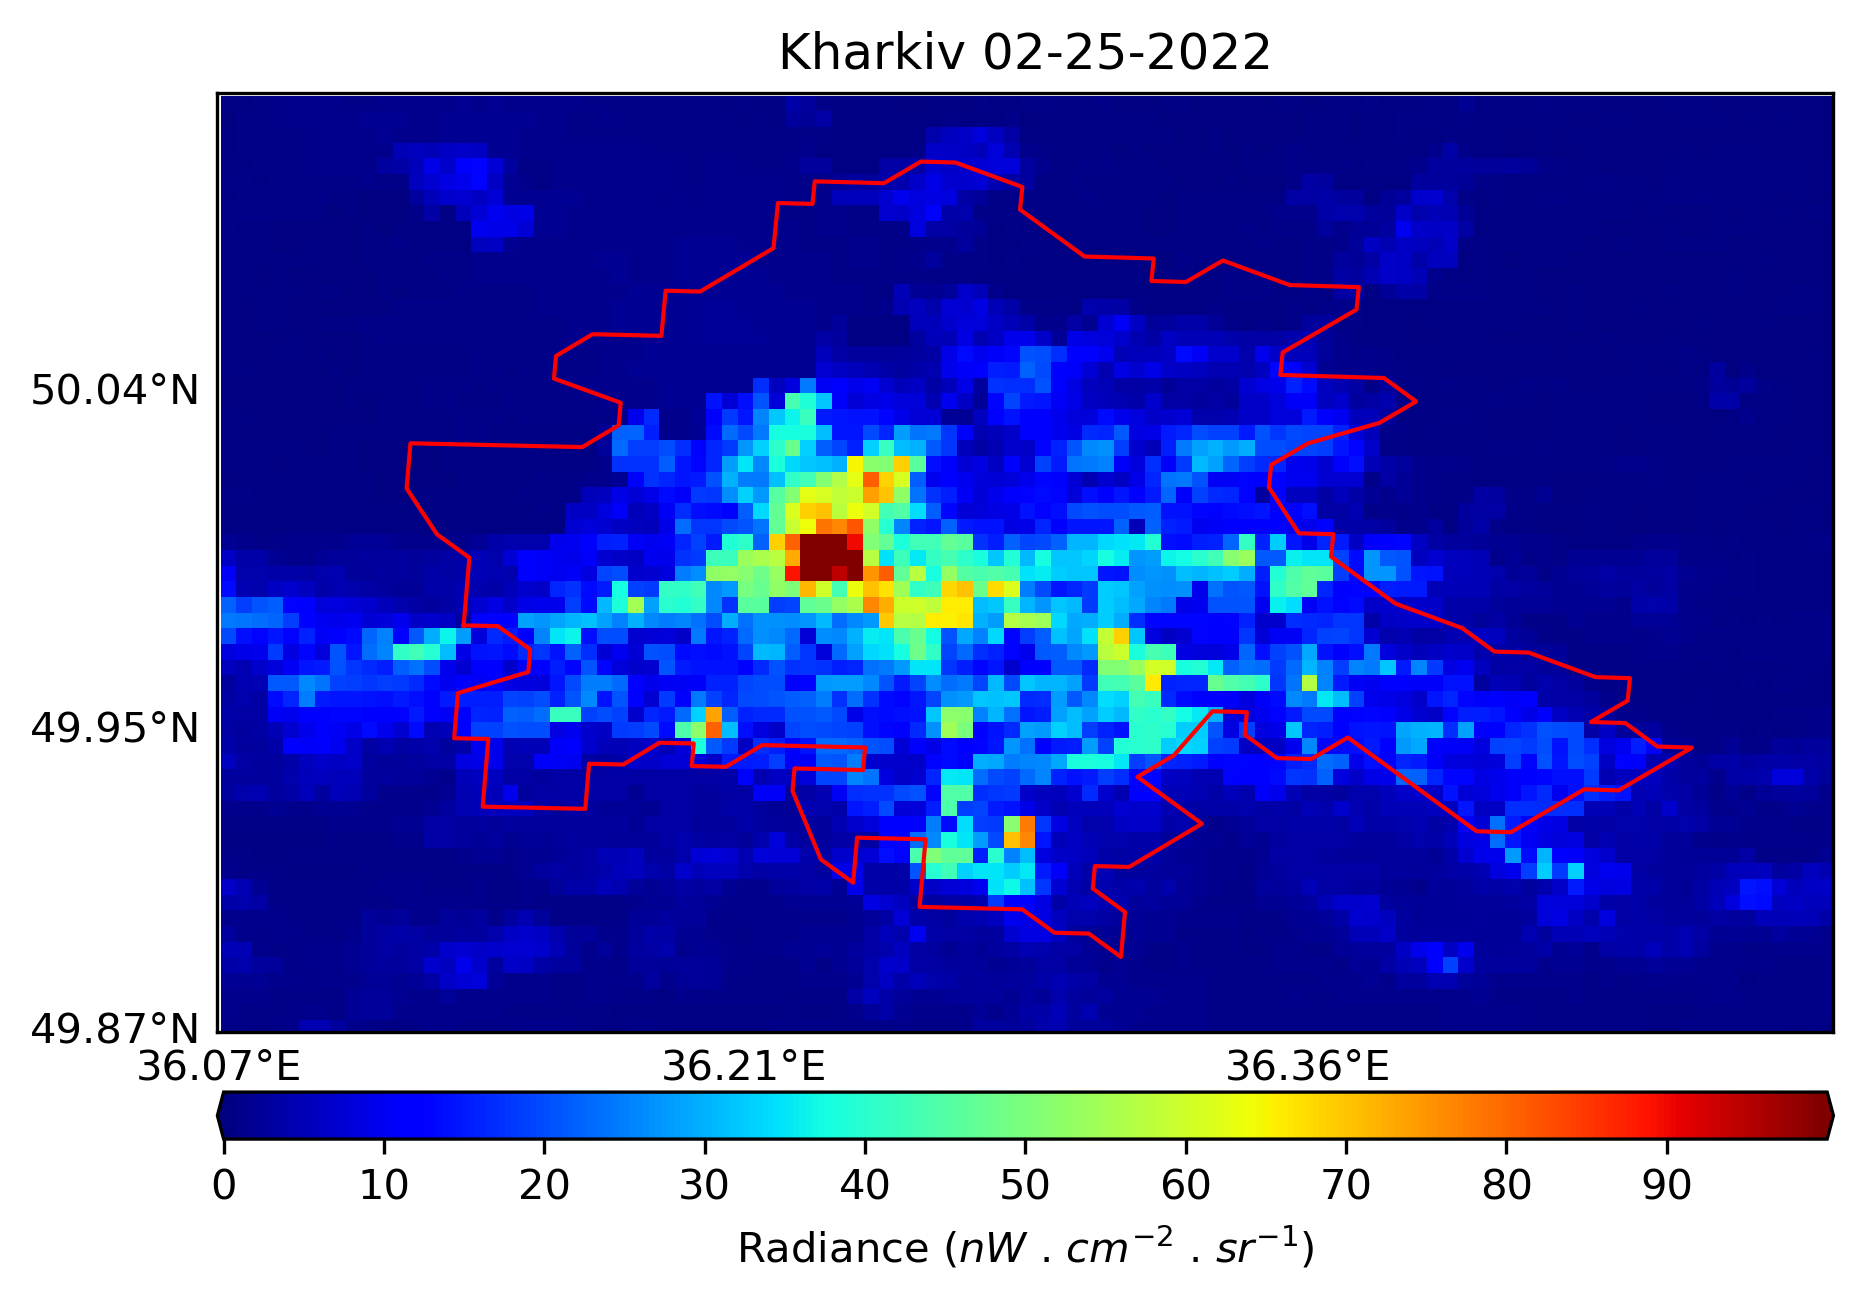 Kharkiv 02-25-2022
50.04°N
49.95°N
49.87°N
36.07°E 36.21°E 36.36°E
0 10 20 30 40 50 60 70 80 90
Radiance (nW . cm⁻² . sr⁻¹)